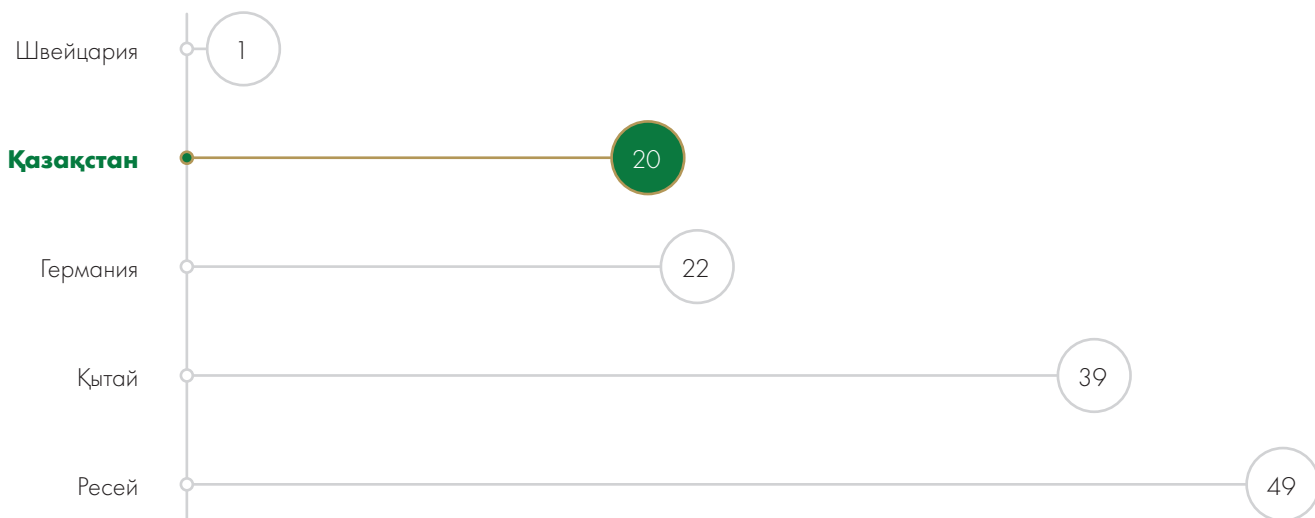 Швейцария 1
Қазақстан 20
Германия 22
Қытай 39
Ресей 49